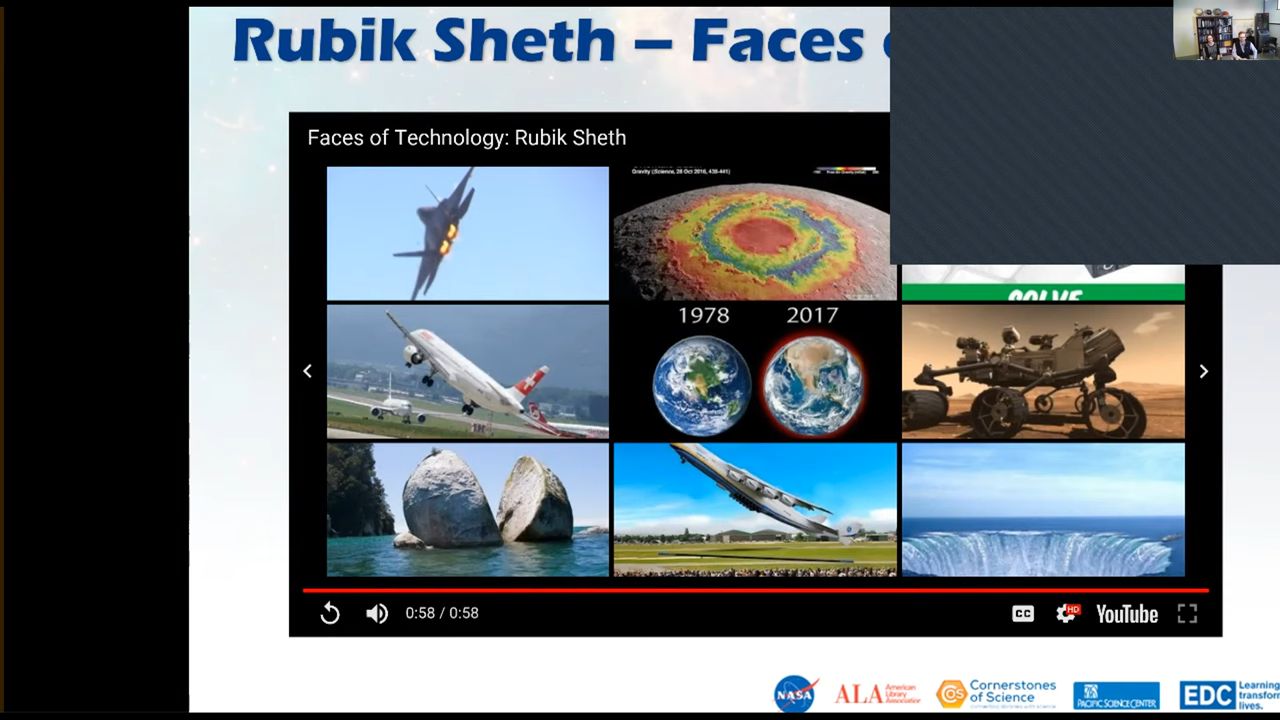 Rubik Sheth – Faces
Faces of Technology: Rubik Sheth
Gravity (Science, 28 Oct 2016, 438-441)
1978
2017
0:58 / 0:58
CC
HD
YouTube
NASA
ALA
American
Library
Association
CoS
Cornerstones
of Science
PACIFIC SCIENCE CENTER
EDC
Learning
transform
lives.